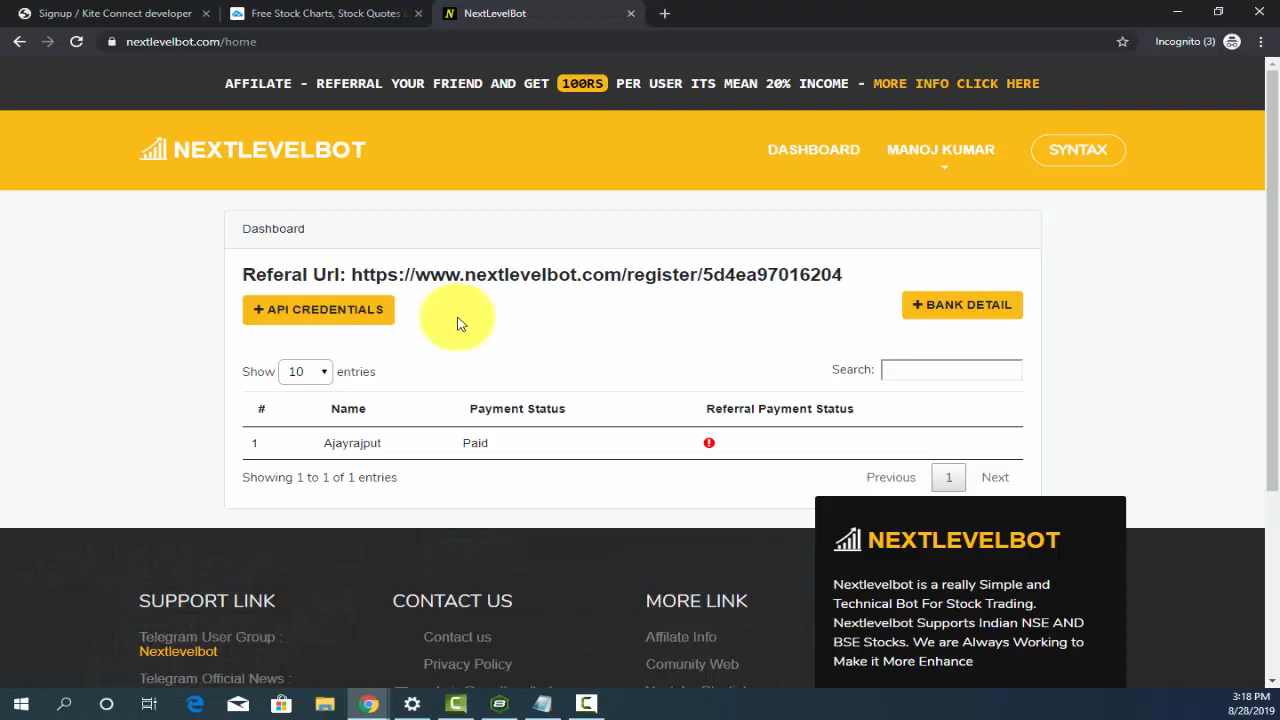 Signup / Kite Connect developer
Free Stock Charts, Stock Quotes
NextLevelBot
nextlevelbot.com/home
Incognito (3)
AFFILATE - REFERRAL YOUR FRIEND AND GET 100RS PER USER ITS MEAN 20% INCOME - MORE INFO CLICK HERE
NEXTLEVELBOT
DASHBOARD
MANOJ KUMAR
SYNTAX
Dashboard
Referal Url: https://www.nextlevelbot.com/register/5d4ea97016204
+ API CREDENTIALS
+ BANK DETAIL
Show 10 entries
Search:
# Name Payment Status Referral Payment Status
1 Ajayrajput Paid
Showing 1 to 1 of 1 entries
Previous 1 Next
NEXTLEVELBOT
Nextlevelbot is a really Simple and
Technical Bot For Stock Trading.
Nextlevelbot Supports Indian NSE AND
BSE Stocks. We are Always Working to
Make it More Enhance
SUPPORT LINK
Telegram User Group :
Nextlevelbot
Telegram Official News :
CONTACT US
Contact us
Privacy Policy
MORE LINK
Affilate Info
Comunity Web
3:18 PM
8/28/2019